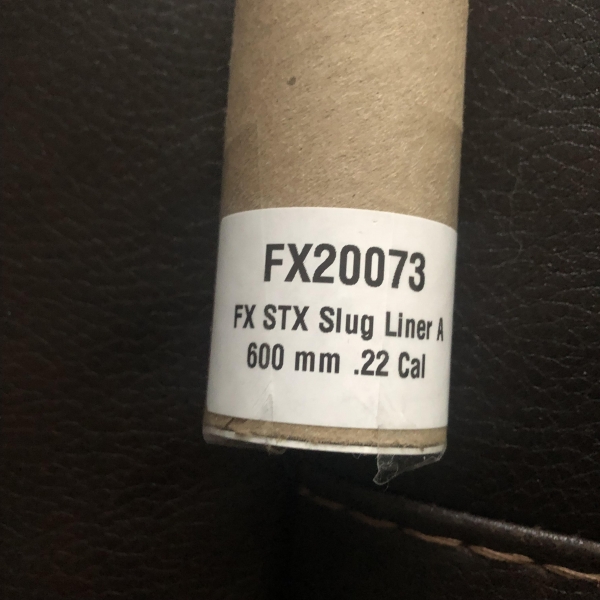 FX20073
FX STX Slug Liner A
600 mm .22 Cal